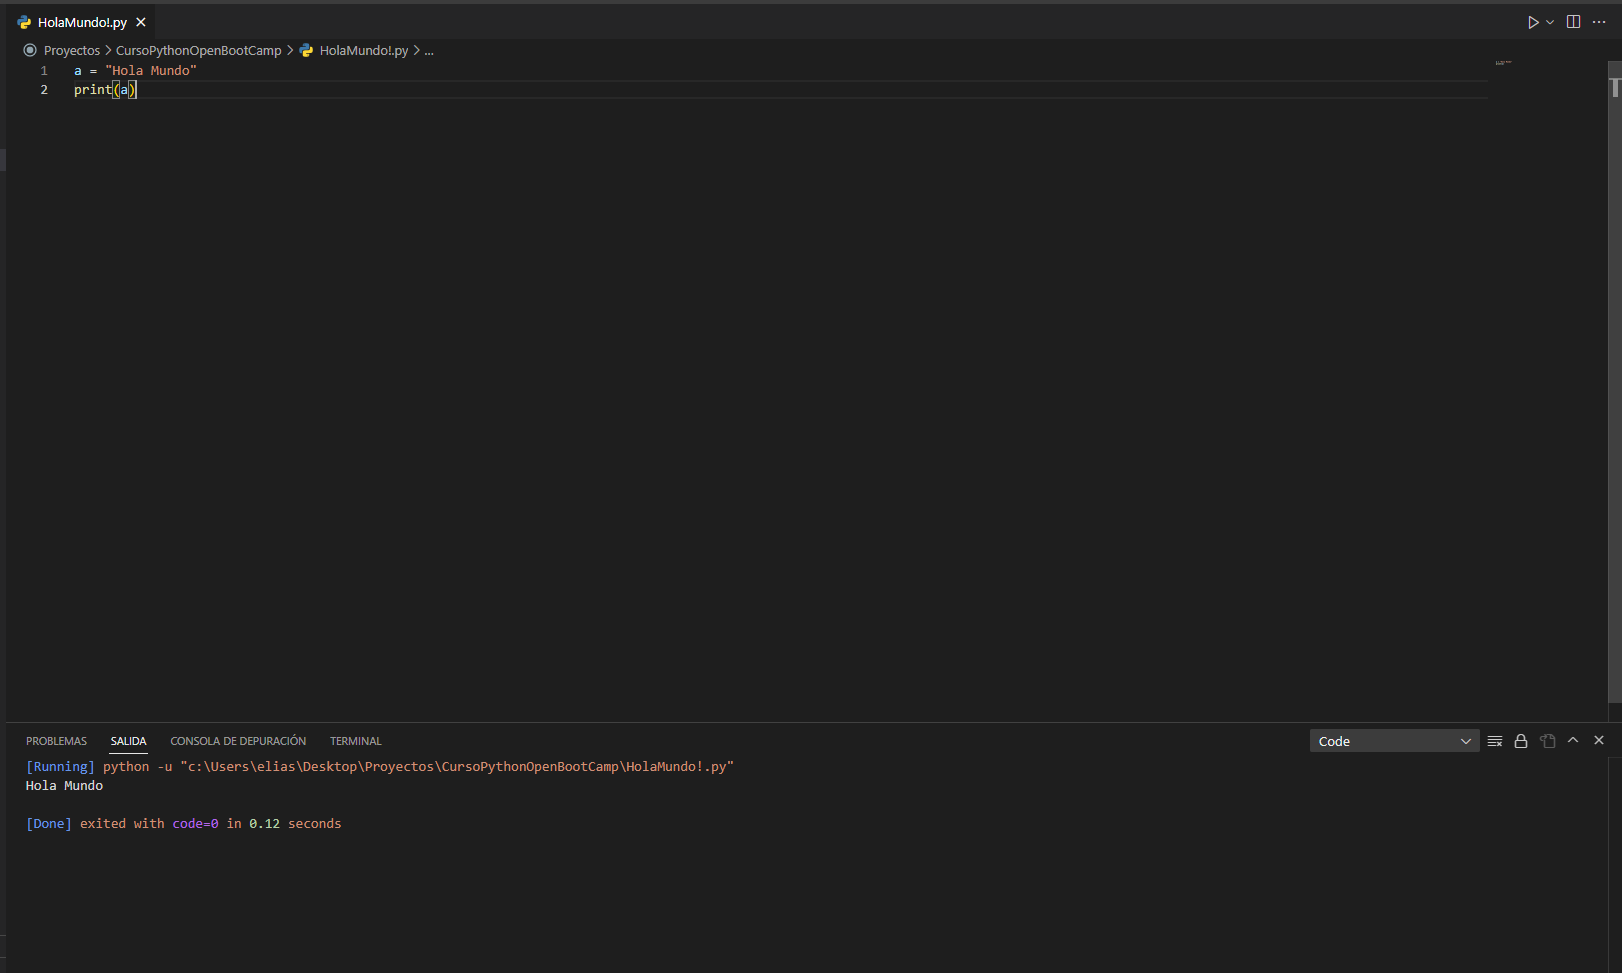 HolaMundo!.py
Proyectos > CursoPythonOpenBootCamp > HolaMundo!.py > ...
1 a = "Hola Mundo"
2 print(a)
PROBLEMAS SALIDA CONSOLA DE DEPURACIÓN TERMINAL Code
[Running] python -u "c:\Users\elias\Desktop\Proyectos\CursoPythonOpenBootCamp\HolaMundo!.py"
Hola Mundo
[Done] exited with code=0 in 0.12 seconds